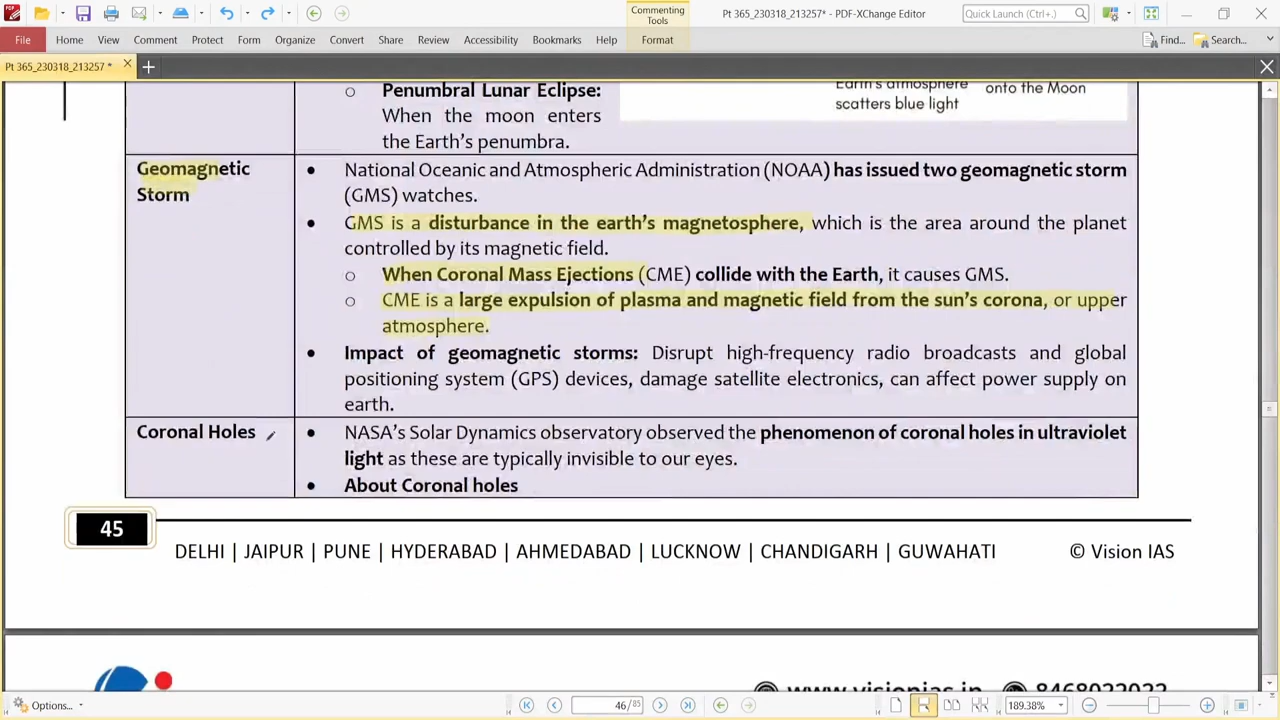 Commenting
Tools
Pt 365_230318_213257* - PDF-XChange Editor
Quick Launch (Ctrl+.)
File
Home
View
Comment
Protect
Form
Organize
Convert
Share
Review
Accessibility
Bookmarks
Help
Format
Find...
Search...
Pt 365_230318_213257 *
Penumbral Lunar Eclipse:
When the moon enters
the Earth's penumbra.
Earth's atmosphere
scatters blue light
onto the Moon
Geomagnetic
Storm
• National Oceanic and Atmospheric Administration (NOAA) has issued two geomagnetic storm
(GMS) watches.
• GMS is a disturbance in the earth's magnetosphere, which is the area around the planet
controlled by its magnetic field.
o When Coronal Mass Ejections (CME) collide with the Earth, it causes GMS.
o CME is a large expulsion of plasma and magnetic field from the sun's corona, or upper
atmosphere.
• Impact of geomagnetic storms: Disrupt high-frequency radio broadcasts and global
positioning system (GPS) devices, damage satellite electronics, can affect power supply on
earth.
Coronal Holes
• NASA's Solar Dynamics observatory observed the phenomenon of coronal holes in ultraviolet
light as these are typically invisible to our eyes.
• About Coronal holes
45
DELHI | JAIPUR | PUNE | HYDERABAD | AHMEDABAD | LUCKNOW | CHANDIGARH | GUWAHATI
© Vision IAS
www.visionias.in
8468022022
Options...
46 /85
189.38%